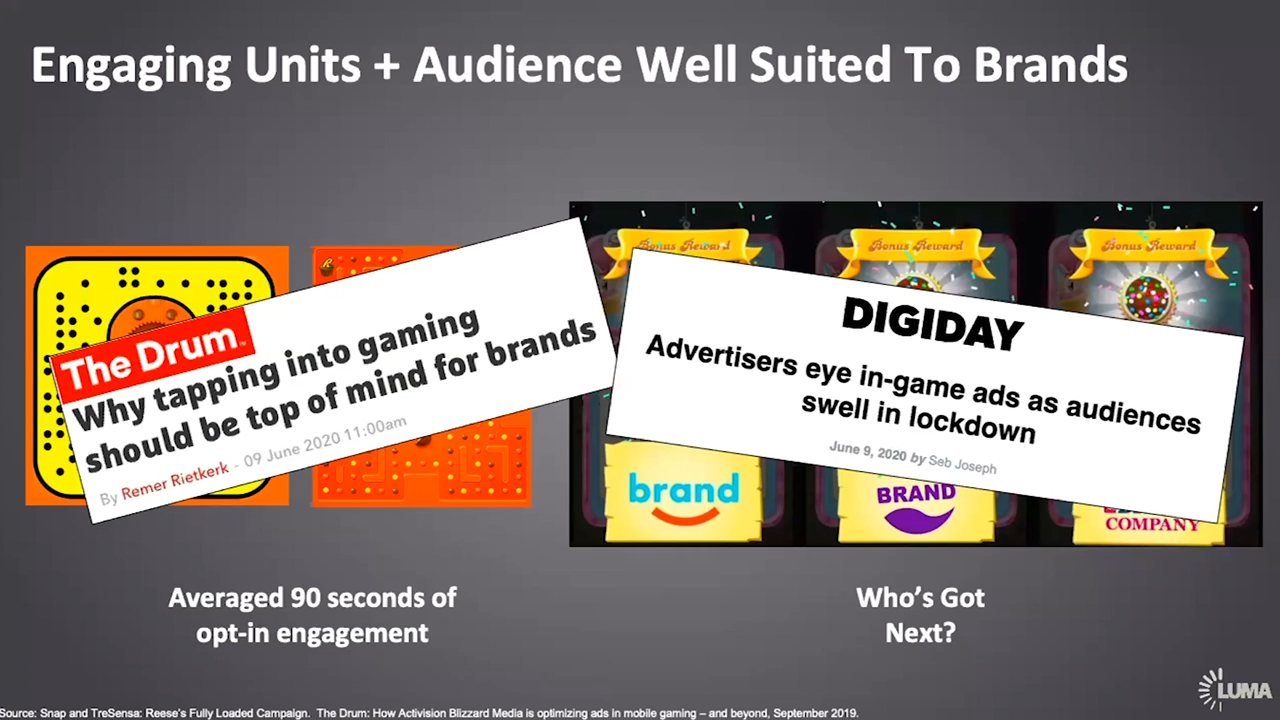 Engaging Units + Audience Well Suited To Brands
The Drum™
Why tapping into gaming
should be top of mind for brands
By Remer Rietkerk - 09 June 2020 11:00am
Bonus Reward
Bonus Reward
Bonus Reward
DIGIDAY
Advertisers eye in-game ads as audiences
swell in lockdown
June 9, 2020 by Seb Joseph
brand
BRAND
COMPANY
Averaged 90 seconds of
opt-in engagement
Who's Got
Next?
LUMA
Source: Snap and TreSensa: Reese's Fully Loaded Campaign. The Drum: How Activision Blizzard Media is optimizing ads in mobile gaming – and beyond, September 2019.